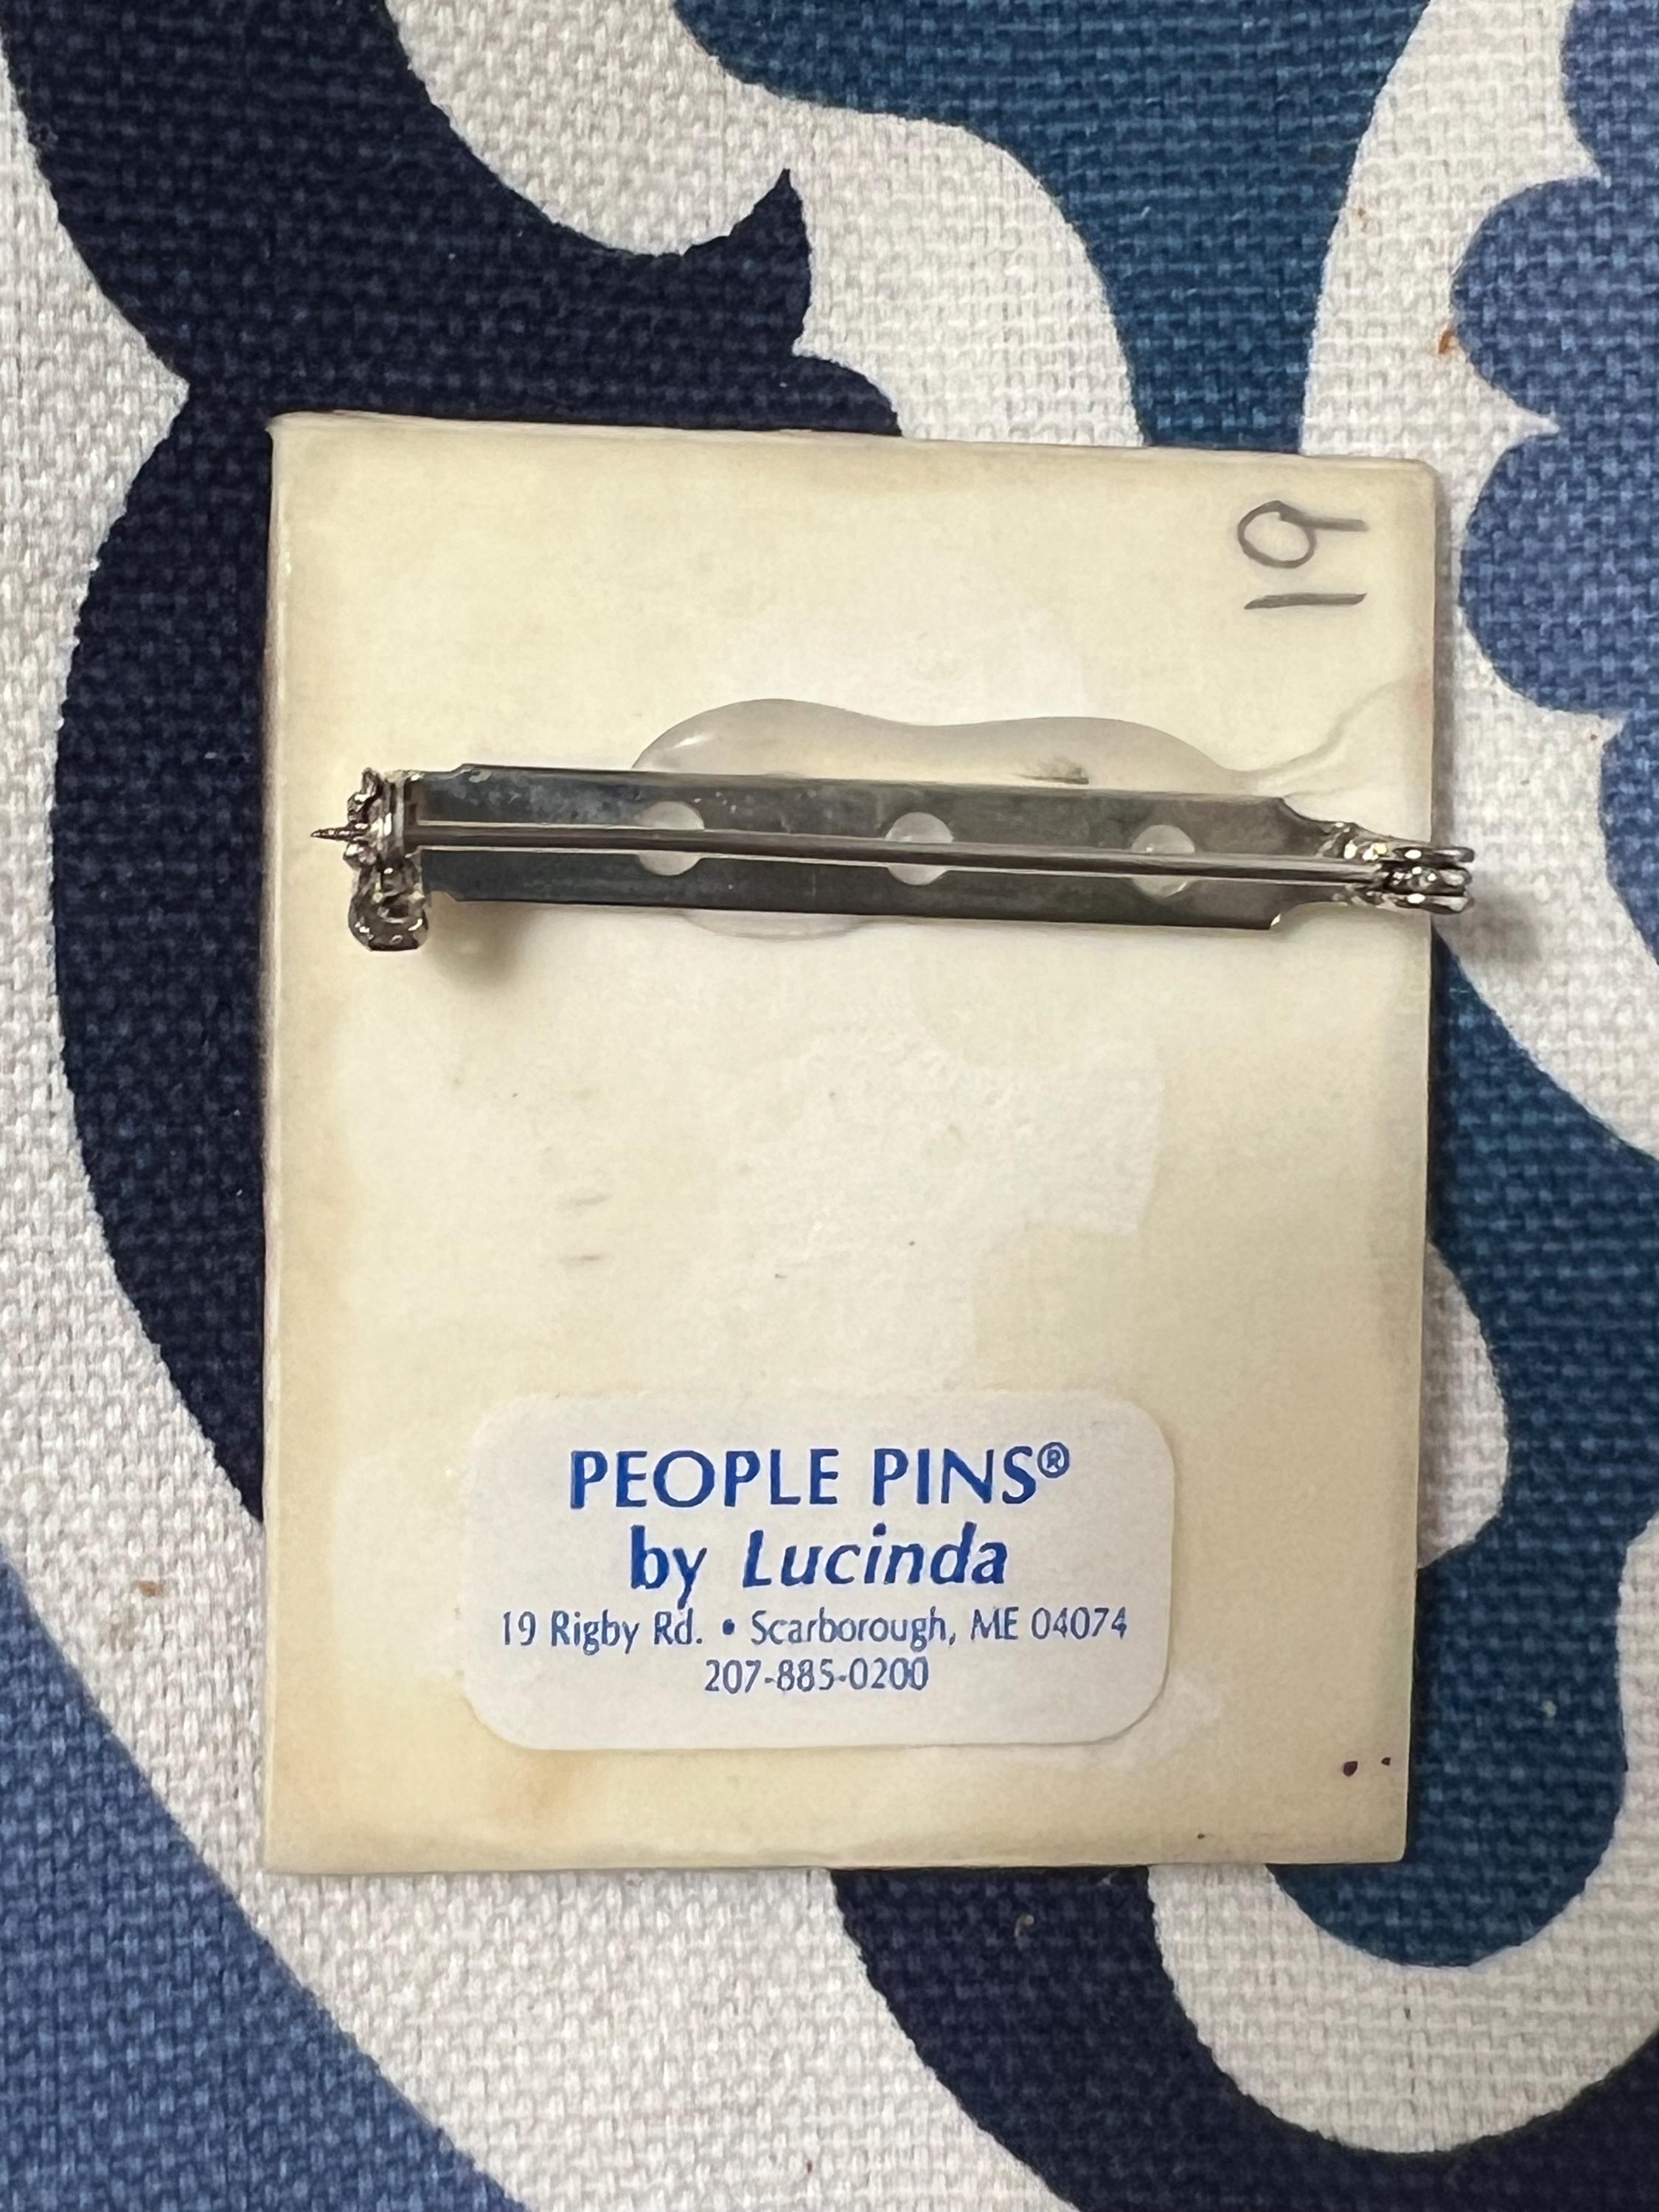 19
PEOPLE PINS®
by Lucinda
19 Rigby Rd. • Scarborough, ME 04074
207-885-0200